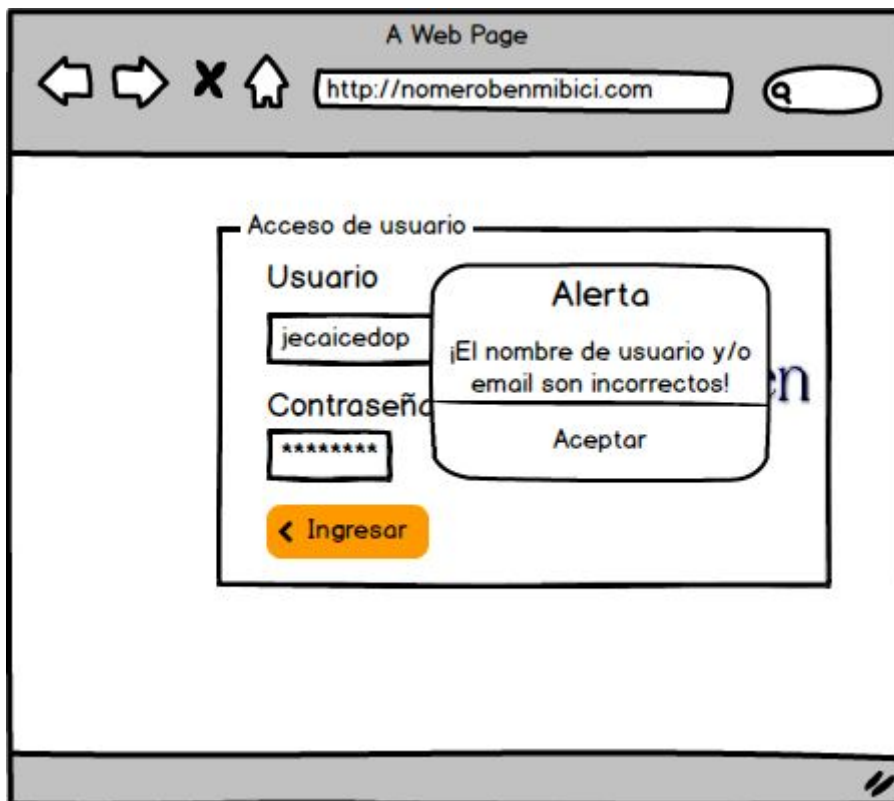 A Web Page
http://nomerobenmibici.com
Acceso de usuario
Usuario
jecaicedop
Contraseña
********
Ingresar
Alerta
¡El nombre de usuario y/o
email son incorrectos!
Aceptar